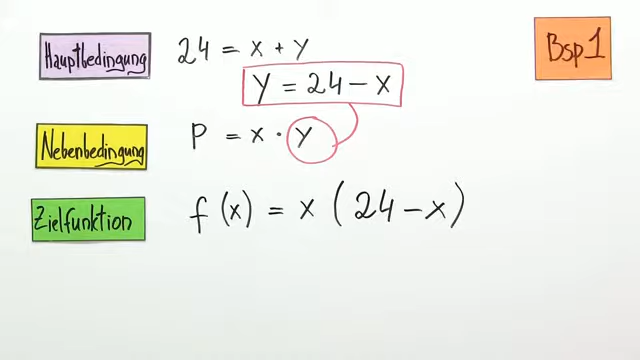 Hauptbedingung 24 = x + y
Bsp 1
y = 24 - x
Nebenbedingung P = x · y
Zielfunktion f(x) = x (24 - x)